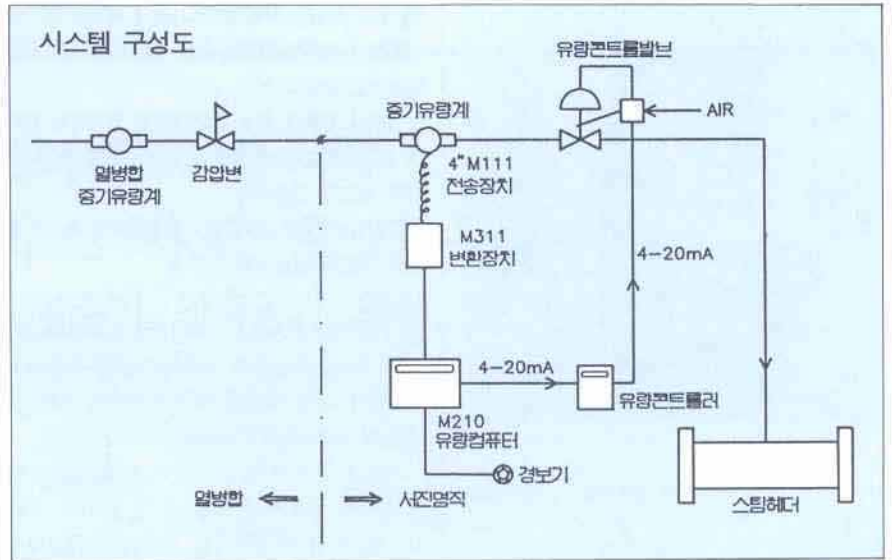 시스템 구성도
유량콘트롤발브
증기유량계
AIR
열병합
증기유량계
감압변
4"M111
전송장치
M311
변환장치
4-20mA
4-20mA
유량콘트롤러
M210
유량컴퓨터
경보기
열병합
서진명직
스팀헤더